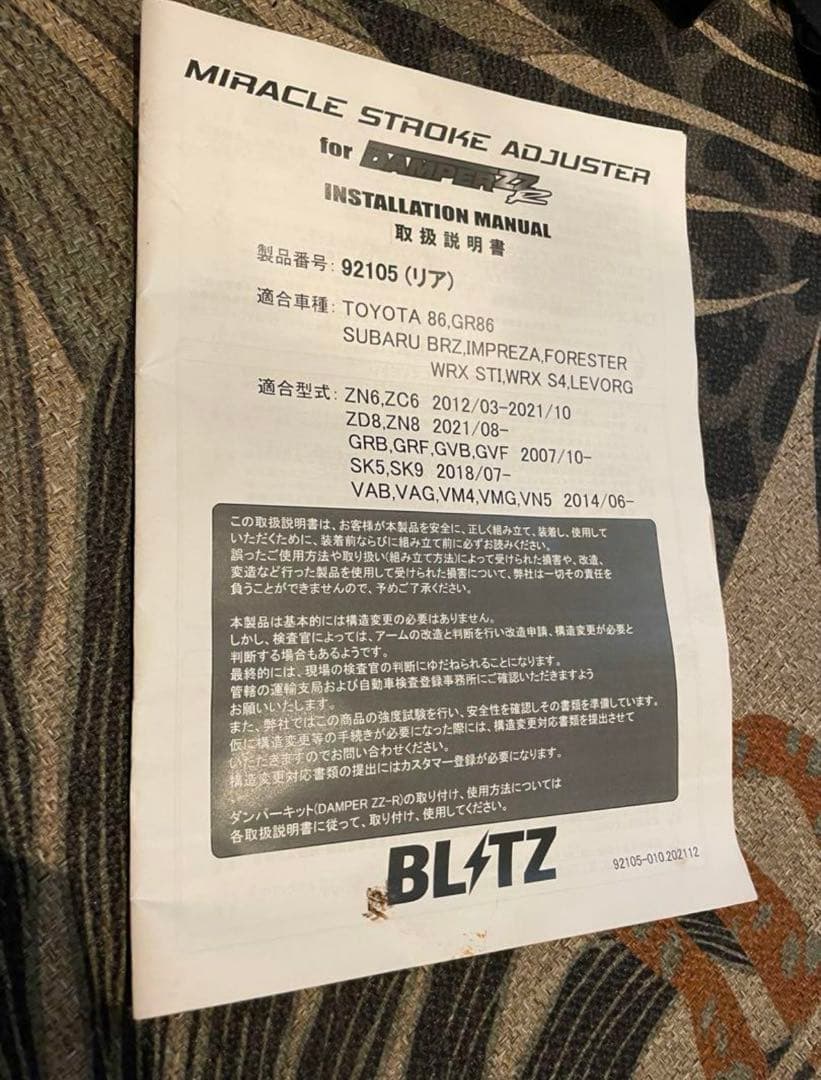 MIRACLE STROKE ADJUSTER
for DAMPER ZZ-R
INSTALLATION MANUAL
取扱説明書
製品番号: 92105 (リア)
適合車種: TOYOTA 86,GR86
SUBARU BRZ,IMPREZA,FORESTER
WRX STI,WRX S4,LEVORG
適合型式: ZN6,ZC6 2012/03-2021/10
ZD8,ZN8 2021/08-
GRB,GRF,GVB,GVF 2007/10-
SK5,SK9 2018/07-
VAB,VAG,VM4,VMG,VN5 2014/06-
この取扱説明書は、お客様が本製品を安全に、正しく組み立て、装着し、使用して
いただくために、装着前ならびに組み立て前に必ずお読みください。
誤ったご使用方法や取り扱い(組み立て方法)によって受けられた損害や、改造、
変造など行った製品を使用して受けられた損害について、弊社は一切その責任を
負うことができませんので、予めご了承ください。
本製品は基本的には構造変更の必要はありません。
しかし、検査官によっては、アームの改造と判断を行い改造申請、構造変更が必要と
判断する場合もあるようです。
最終的には、現場の検査官の判断にゆだねられることになります。
管轄の運輸支局および自動車検査登録事務所にご確認いただきますよう
お願いいたします。
また、弊社ではこの商品の強度試験を行い、安全性を確認しその書類を準備しています。
仮に構造変更等の手続きが必要になった際には、構造変更対応書類を提出させて
いただきますのでお問い合わせください。
構造変更対応書類の提出にはカスタマー登録が必要になります。
ダンパーキット(DAMPER ZZ-R)の取り付け、使用方法については
各取扱説明書に従って、取り付け、使用してください。
BLITZ
92105-010.202112